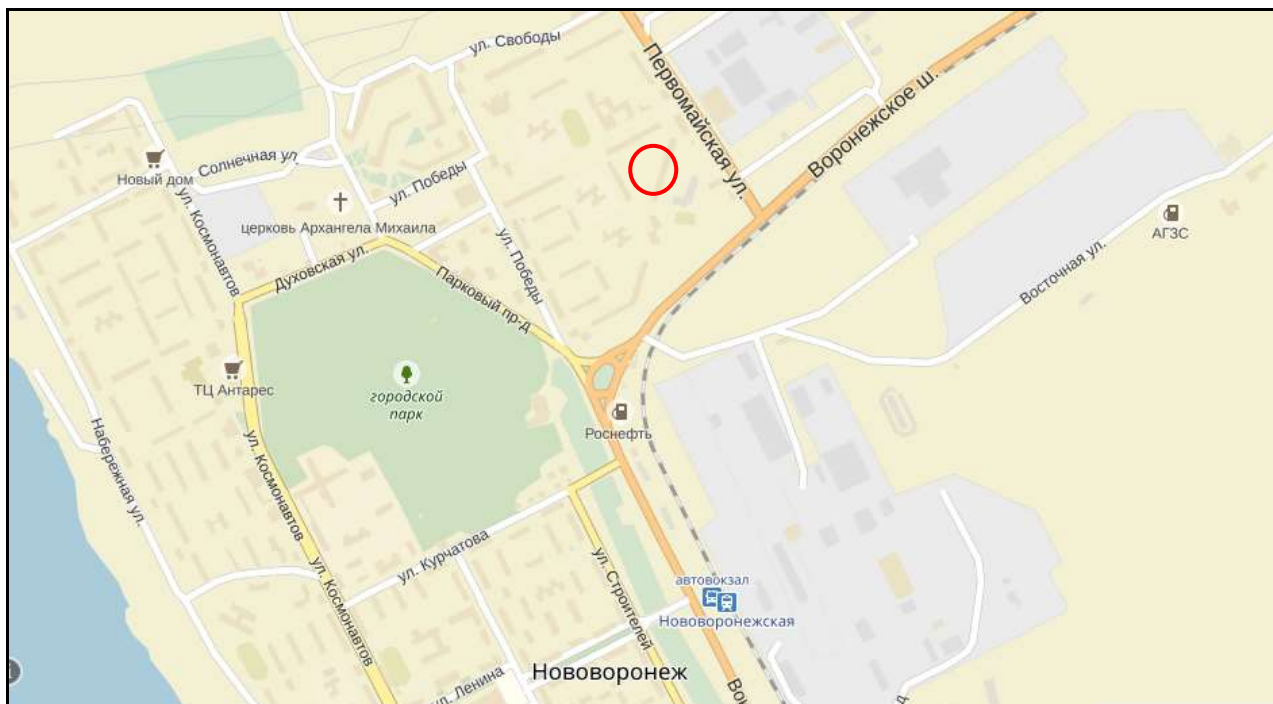 ул. Свободы
Первомайская ул.
Воронежское ш.
Новый дом
Солнечная ул.
ул. Победы
церковь Архангела Михаила
ул. Космонавтов
ул. Победы
АГЗС
Восточная ул.
Духовская ул.
Парковый пр-д
ТЦ Антарес
городской
парк
Роснефть
Набережная ул.
ул. Космонавтов
ул. Курчатова
ул. Строителей
ул. Космонавтов
автовокзал
Нововоронежская
Нововоронеж
ул. Ленина